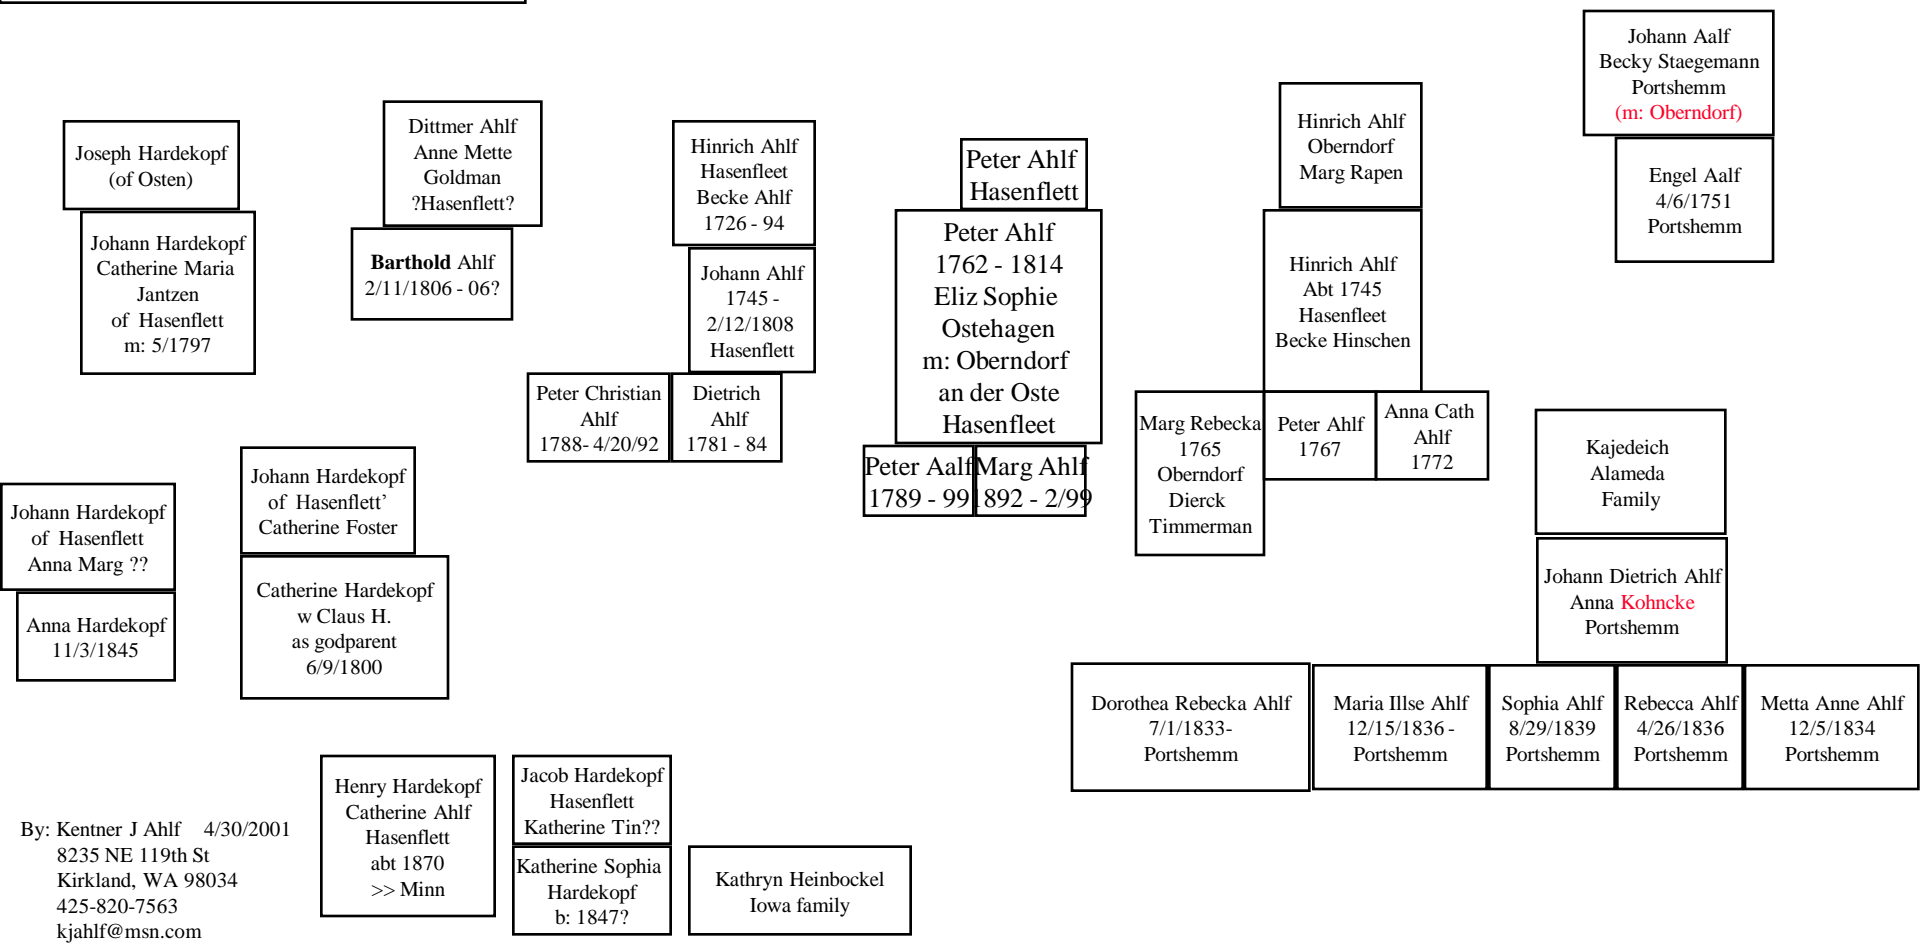 Johann Aalf
Becky Staegemann
Portshemm
(m: Oberndorf)
Engel Aalf
4/6/1751
Portshemm
Joseph Hardekopf
(of Osten)
Johann Hardekopf
Catherine Maria
Jantzen
of Hasenflett
m: 5/1797
Dittmer Ahlf
Anne Mette
Goldman
?Hasenflett?
Barthold Ahlf
2/11/1806 - 06?
Hinrich Ahlf
Hasenfleet
Becke Ahlf
1726 - 94
Johann Ahlf
1745 -
2/12/1808
Hasenflett
Peter Christian
Ahlf
1788- 4/20/92
Dietrich
Ahlf
1781 - 84
Peter Ahlf
Hasenflett
Peter Ahlf
1762 - 1814
Eliz Sophie
Ostehagen
m: Oberndorf
an der Oste
Hasenfleet
Peter Aalf
1789 - 99
Marg Ahlf
1892 - 2/99
Hinrich Ahlf
Oberndorf
Marg Rapen
Hinrich Ahlf
Abt 1745
Hasenfleet
Becke Hinschen
Marg Rebecka
1765
Oberndorf
Dierck
Timmerman
Peter Ahlf
1767
Anna Cath
Ahlf
1772
Kajedeich
Alameda
Family
Johann Dietrich Ahlf
Anna Kohncke
Portshemm
Dorothea Rebecka Ahlf
7/1/1833-
Portshemm
Maria Illse Ahlf
12/15/1836 -
Portshemm
Sophia Ahlf
8/29/1839
Portshemm
Rebecca Ahlf
4/26/1836
Portshemm
Metta Anne Ahlf
12/5/1834
Portshemm
Johann Hardekopf
of Hasenflett
Anna Marg ??
Anna Hardekopf
11/3/1845
Johann Hardekopf
of Hasenflett'
Catherine Foster
Catherine Hardekopf
w Claus H.
as godparent
6/9/1800
Henry Hardekopf
Catherine Ahlf
Hasenflett
abt 1870
>> Minn
Jacob Hardekopf
Hasenflett
Katherine Tin??
Katherine Sophia
Hardekopf
b: 1847?
Kathryn Heinbockel
Iowa family
By: Kentner J Ahlf 4/30/2001
8235 NE 119th St
Kirkland, WA 98034
425-820-7563
kjahlf@msn.com